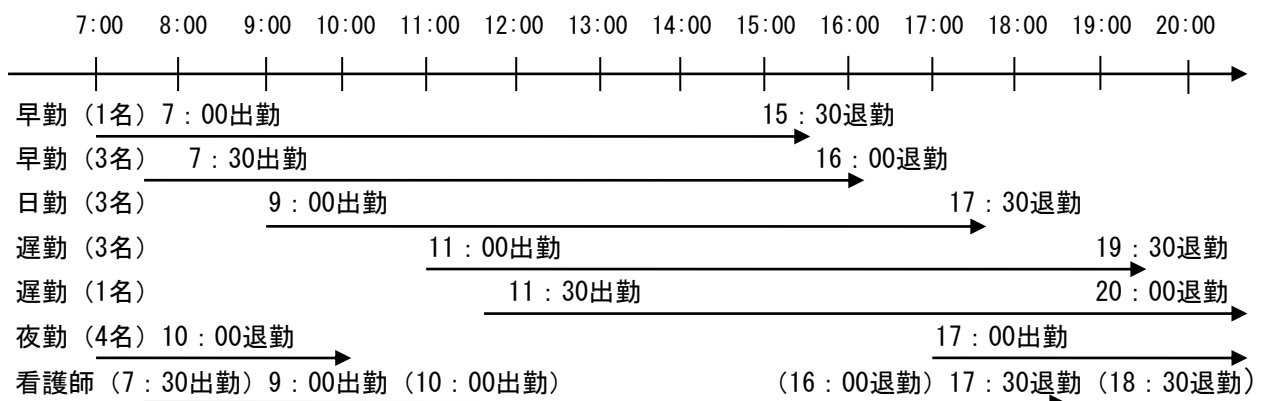 7:00 8:00 9:00 10:00 11:00 12:00 13:00 14:00 15:00 16:00 17:00 18:00 19:00 20:00
早勤（1名）7：00出勤 15：30退勤
早勤（3名） 7：30出勤 16：00退勤
日勤（3名） 9：00出勤 17：30退勤
遅勤（3名） 11：00出勤 19：30退勤
遅勤（1名） 11：30出勤 20：00退勤
夜勤（4名）10：00退勤 17：00出勤
看護師（7：30出勤）9：00出勤（10：00出勤） （16：00退勤）17：30退勤（18：30退勤）